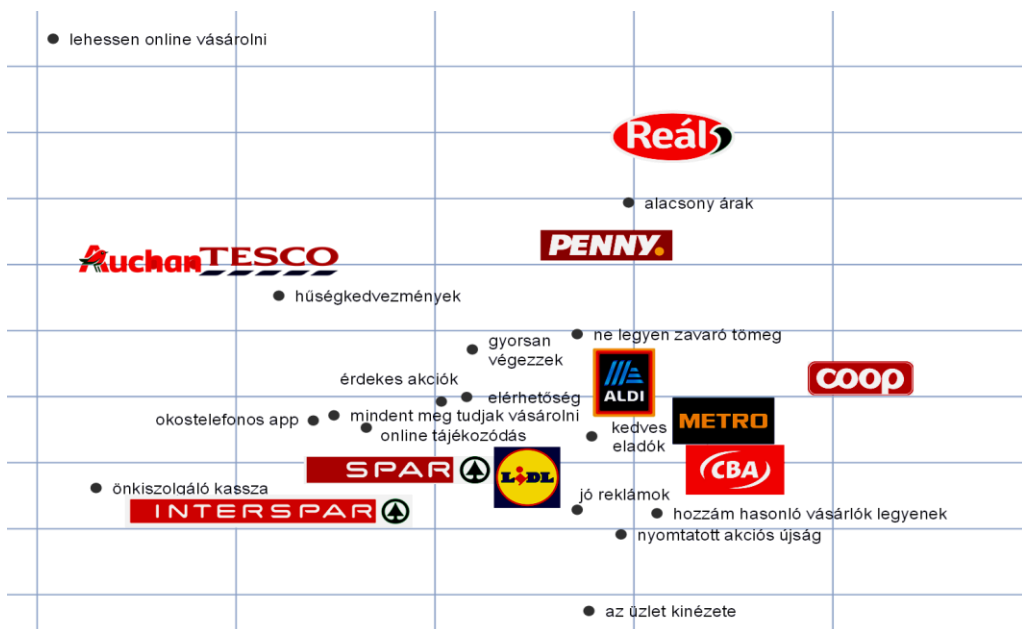 lehessen online vásárolni
Reál
alacsony árak
PENNY.
Auchan
TESCO
hűségkedvezmények
ne legyen zavaró tömeg
gyorsan
végezzek
érdekes akciók
ALDI
coop
elérhetőség
okostelefonos app
mindent meg tudjak vásárolni
online tájékozódás
kedves
eladók
METRO
SPAR
LiDL
CBA
önkiszolgáló kassza
INTERSPAR
jó reklámok
hozzám hasonló vásárlók legyenek
nyomtatott akciós újság
az üzlet kinézete